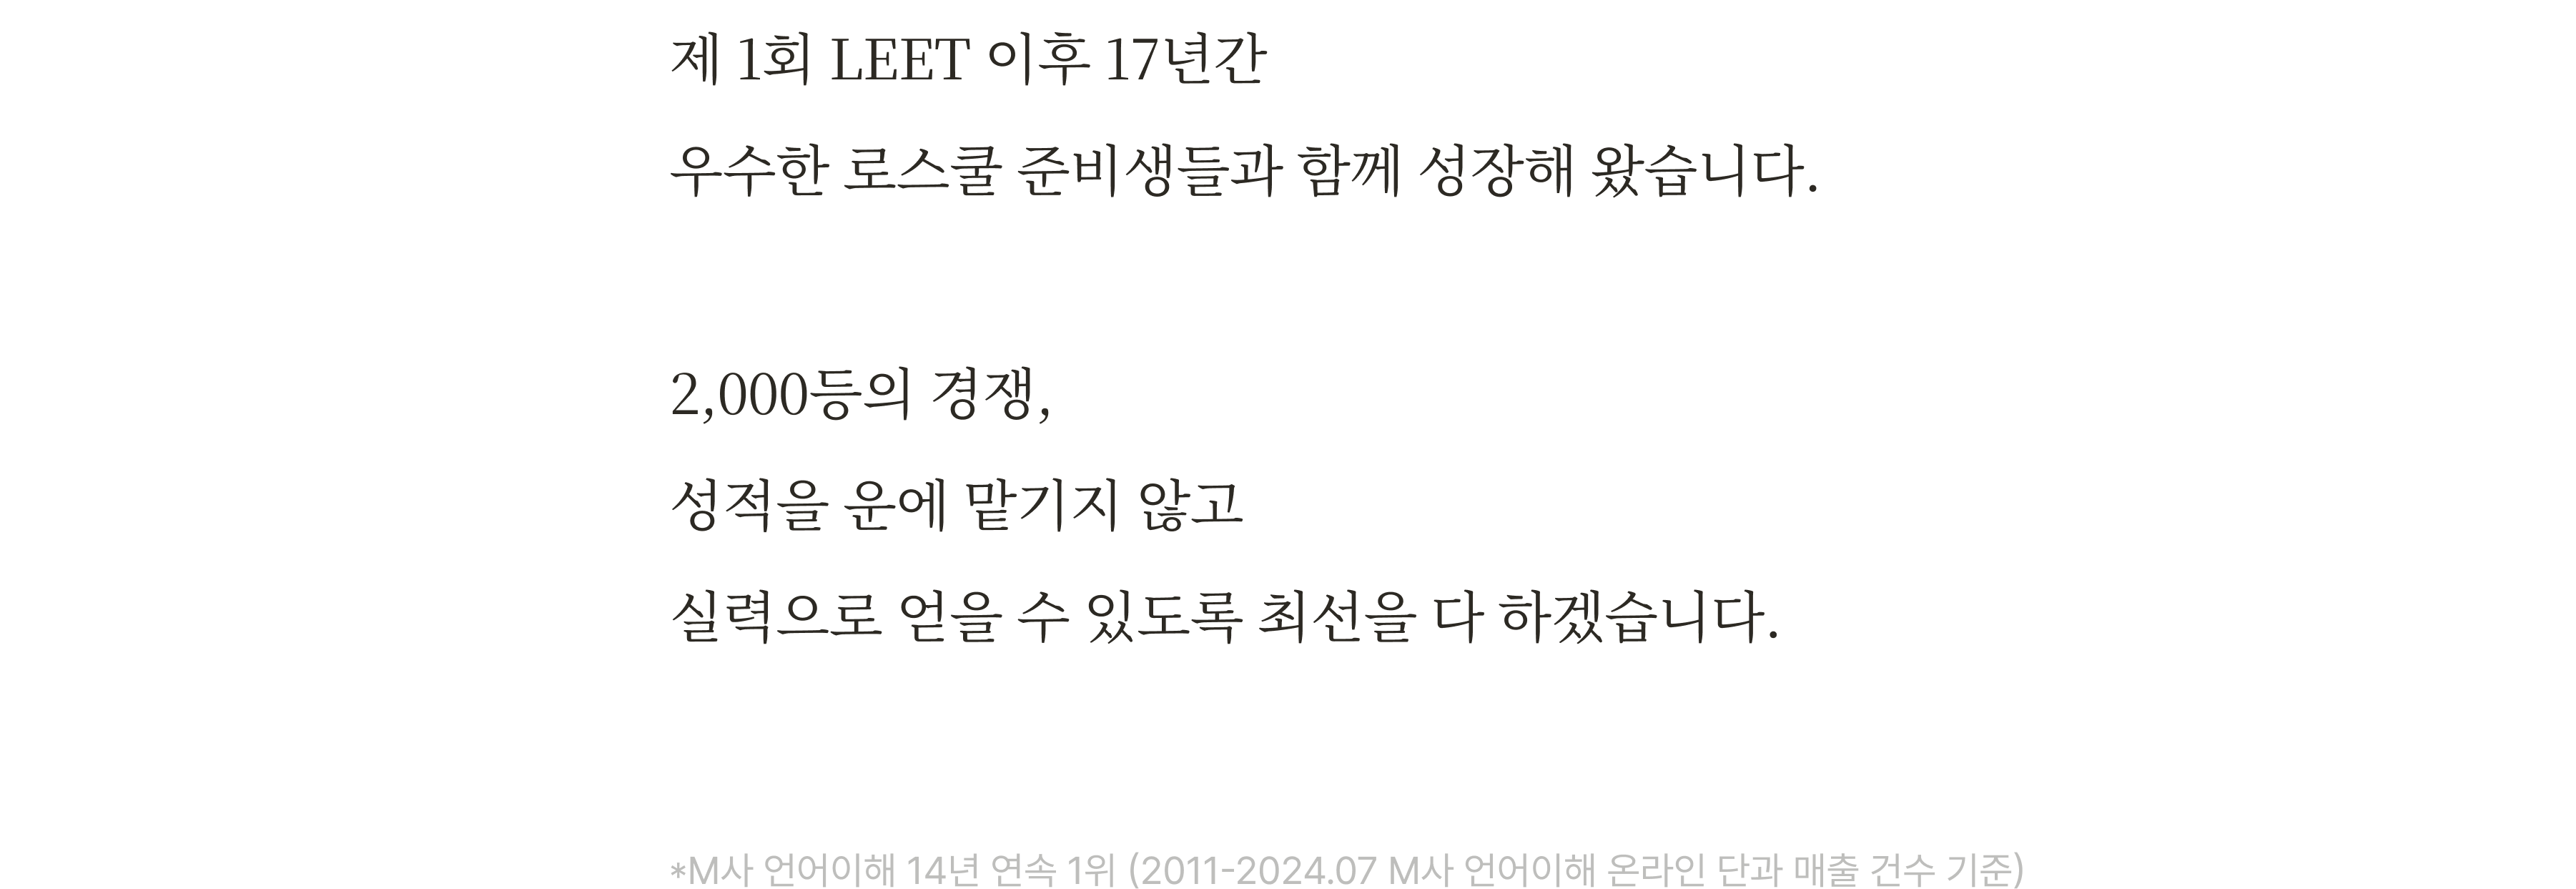 제 1회 LEET 이후 17년간
우수한 로스쿨 준비생들과 함께 성장해 왔습니다.
2,000등의 경쟁,
성적을 운에 맡기지 않고
실력으로 얻을 수 있도록 최선을 다 하겠습니다.
*M사 언어이해 14년 연속 1위 (2011-2024.07 M사 언어이해 온라인 단과 매출 건수 기준)